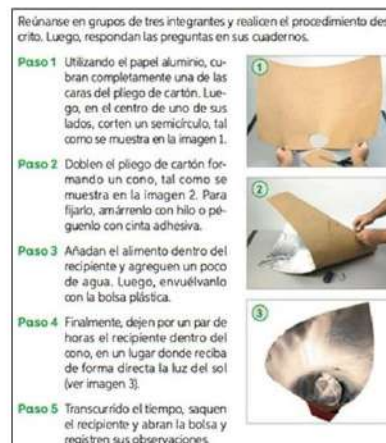 Reúnanse en grupos de tres integrantes y realicen el procedimiento des
crito. Luego, respondan las preguntas en sus cuadernos.
Paso 1 Utilizando el papel aluminio, cu-
bran completamente una de las
caras del pliego de cartón. Lue-
go, en el centro de uno de sus
lados, corten un semicírculo, tal
como se muestra en la imagen 1.
1
Paso 2 Doblen el pliego de cartón for-
mando un cono, tal como se
muestra en la imagen 2. Para
fijarlo, amárrenlo con hilo o pé-
guenlo con cinta adhesiva.
2
Paso 3 Añadan el alimento dentro del
recipiente y agreguen un poco
de agua. Luego, envuélvanlo
con la bolsa plástica.
Paso 4 Finalmente, dejen por un par de
horas el recipiente dentro del
cono, en un lugar donde reciba
de forma directa la luz del sol
(ver imagen 3).
3
Paso 5 Transcurrido el tiempo, saquen
el recipiente y abran la bolsa y
registren sus observaciones.